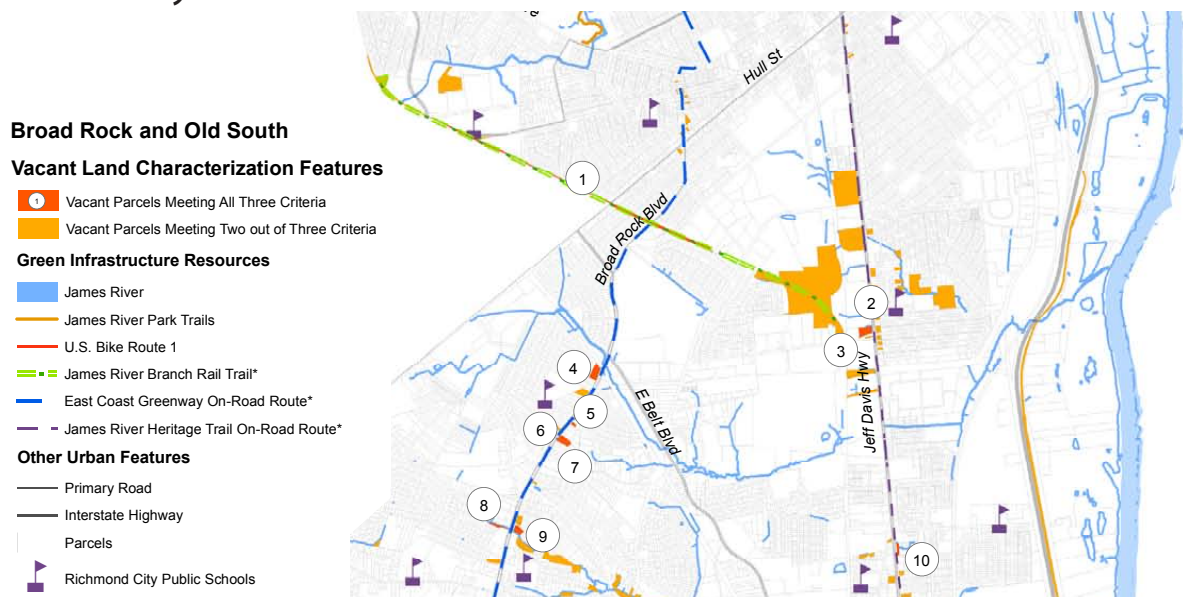 Broad Rock and Old South
Vacant Land Characterization Features
1 Vacant Parcels Meeting All Three Criteria
Vacant Parcels Meeting Two out of Three Criteria
Green Infrastructure Resources
James River
James River Park Trails
U.S. Bike Route 1
James River Branch Rail Trail*
East Coast Greenway On-Road Route*
James River Heritage Trail On-Road Route*
Other Urban Features
Primary Road
Interstate Highway
Parcels
Richmond City Public Schools
Hull St
1
Broad Rock Blvd
2
3
Jeff Davis Hwy
4
E Belt Blvd
5
6
7
8
9
10